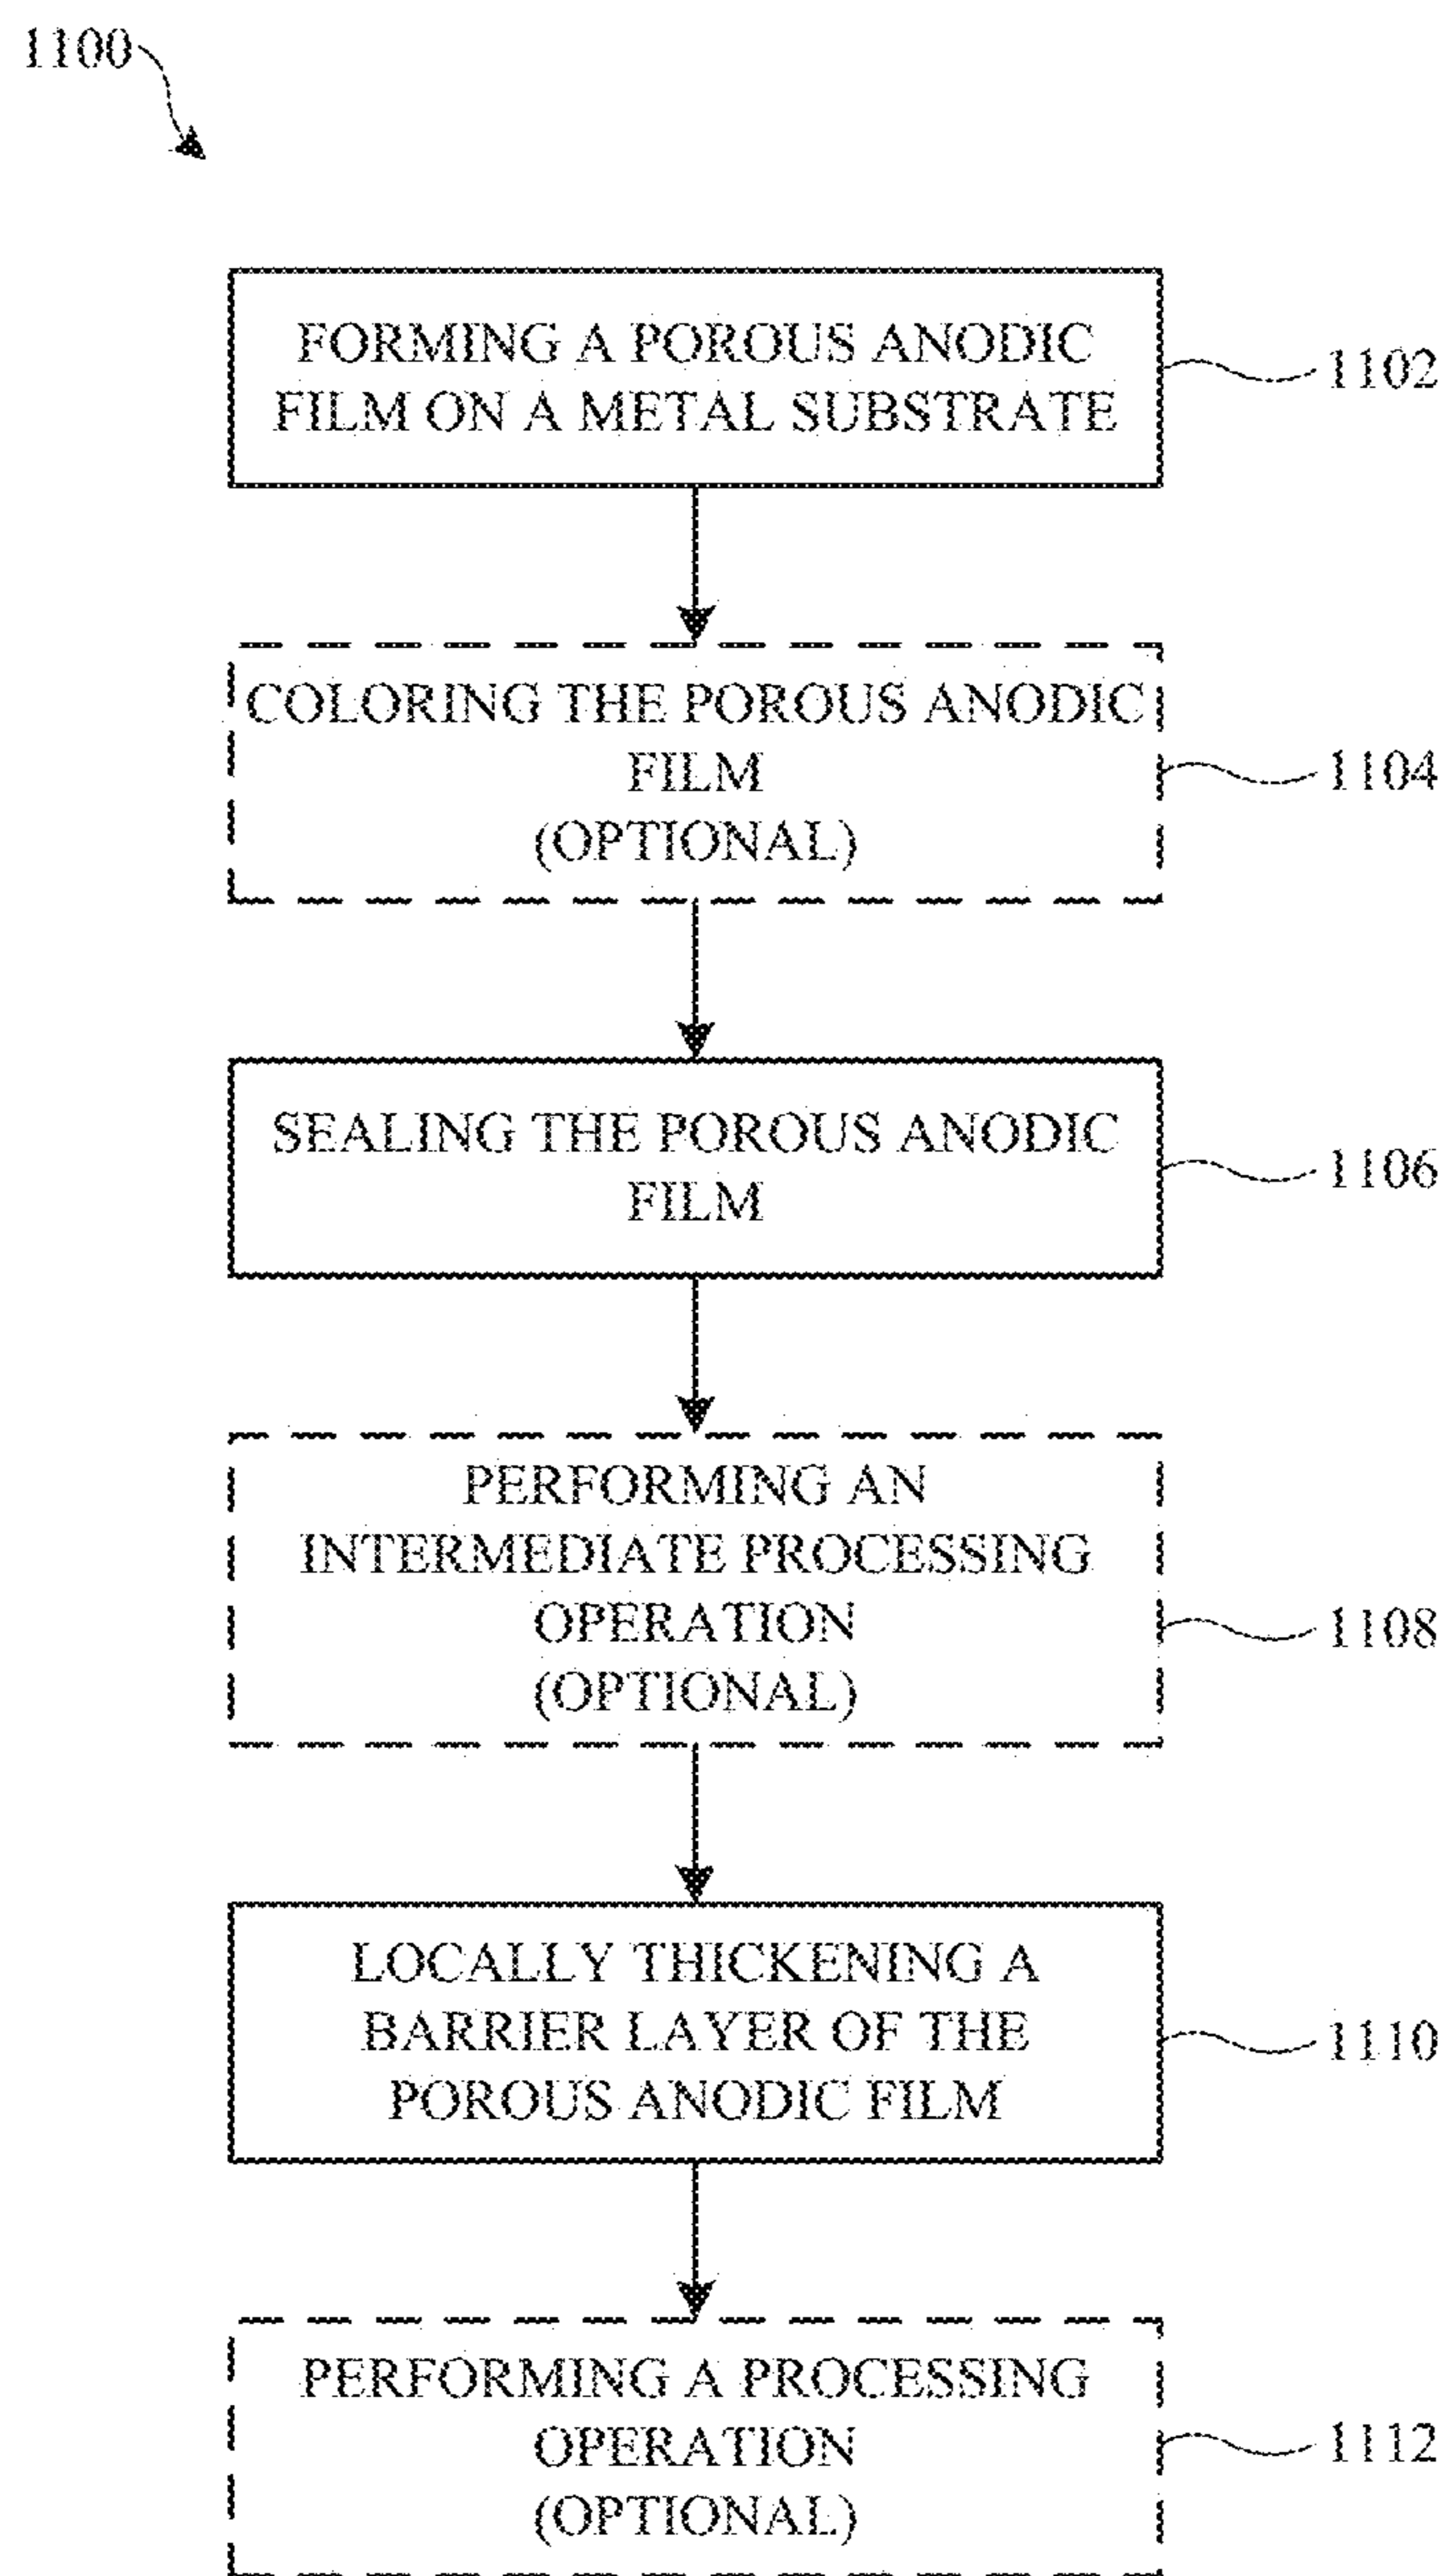 1100
FORMING A POROUS ANODIC
FILM ON A METAL SUBSTRATE
1102
COLORING THE POROUS ANODIC
FILM
(OPTIONAL)
1104
SEALING THE POROUS ANODIC
FILM
1106
PERFORMING AN
INTERMEDIATE PROCESSING
OPERATION
(OPTIONAL)
1108
LOCALLY THICKENING A
BARRIER LAYER OF THE
POROUS ANODIC FILM
1110
PERFORMING A PROCESSING
OPERATION
(OPTIONAL)
1112